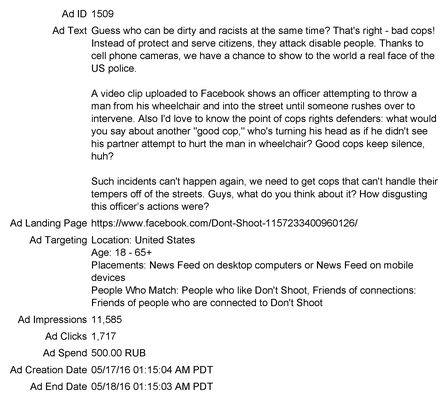 Ad ID 1509
Ad Text Guess who can be dirty and racists at the same time? That's right - bad cops!
Instead of protect and serve citizens, they attack disable people. Thanks to
cell phone cameras, we have a chance to show to the world a real face of the
US police.
A video clip uploaded to Facebook shows an officer attempting to throw a
man from his wheelchair and into the street until someone rushes over to
intervene. Also I'd love to know the point of cops rights defenders: what would
you say about another "good cop," who's turning his head as if he didn't see
his partner attempt to hurt the man in wheelchair? Good cops keep silence,
huh?
Such incidents can't happen again, we need to get cops that can't handle their
tempers off of the streets. Guys, what do you think about it? How disgusting
this officer's actions were?
Ad Landing Page https://www.facebook.com/Dont-Shoot-1157233400960126/
Ad Targeting Location: United States
Age: 18 - 65+
Placements: News Feed on desktop computers or News Feed on mobile
devices
People Who Match: People who like Don't Shoot, Friends of connections:
Friends of people who are connected to Don't Shoot
Ad Impressions 11,585
Ad Clicks 1,717
Ad Spend 500.00 RUB
Ad Creation Date 05/17/16 01:15:04 AM PDT
Ad End Date 05/18/16 01:15:03 AM PDT